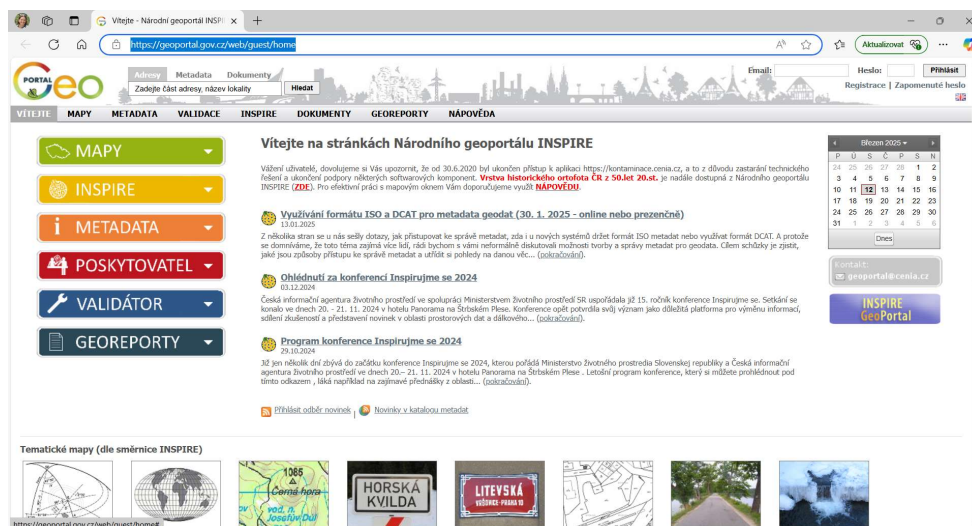 Vítejte - Národní geoportál INSPI
https://geoportal.gov.cz/web/guest/home
Aktualizovat
PORTAL
Geo
Adresy Metadata Dokumenty
Zadejte část adresy, název lokality
Hledat
Email:
Heslo:
Přihlásit
Registrace | Zapomenuté heslo
VÍTEJTE MAPY METADATA VALIDACE INSPIRE DOKUMENTY GEOREPORTY NÁPOVĚDA
MAPY
INSPIRE
METADATA
POSKYTOVATEL
VALIDÁTOR
GEOREPORTY
Vítejte na stránkách Národního geoportálu INSPIRE
Vážení uživatelé, dovolujeme si Vás upozornit, že od 30.6.2020 byl ukončen přístup k aplikaci https://kontaminace.cenia.cz, a to z důvodu zastarání technického
řešení a ukončení podpory některých softwarových komponent. Vrstva historického ortofota ČR z 50.let 20.st. je nadále dostupná z Národního geoportálu
INSPIRE (ZDE). Pro efektivní práci s mapovým oknem Vám doporučujeme využít NÁPOVĚDU.
Využívání formátu ISO a DCAT pro metadata geodat (30. 1. 2025 - online nebo prezenčně)
13.01.2025
Z několika stran se u nás sešly dotazy, jak přistupovat ke správě metadat, zda i u nových systémů držet formát ISO metadat nebo využívat formát DCAT. A protože
se domníváme, že toto téma zajímá více lidí, rád bychom s vámi neformálně diskutovali možnosti tvorby a správy metadat pro geodata. Cílem schůzky je zjistit,
jaké jsou způsoby přístupu ke správě metadat a utřídit si pohledy na danou věc... (pokračování).
Ohlédnutí za konferencí Inspirujme se 2024
03.12.2024
Česká informační agentura životního prostředí ve spolupráci Ministerstvem životního prostředí SR uspořádala již 15. ročník konference Inspirujme se. Setkání se
konalo ve dnech 20. - 21. 11. 2024 v hotelu Panorama na Štrbském Plese. Konference opět potvrdila svůj význam jako důležitá platforma pro výměnu informací,
sdílení zkušeností a představení novinek v oblasti prostorových dat a dálkového... (pokračování).
Program konference Inspirujme se 2024
29.10.2024
Již jen několik dní zbývá do začátku konference Inspirujme se 2024, kterou pořádá Ministerstvo životného prostredia Slovenskej republiky a Česká informační
agentura životního prostředí ve dnech 20.– 21. 11. 2024 v hotelu Panorama na Štrbském Plese . Letošní program konference, který si můžete prohlédnout pod
tímto odkazem , láká například na zajímavé přednášky z oblasti... (pokračování).
Přihlásit odběr novinek | Novinky v katalogu metadat
Březen 2025
P Ú S Č P S N
24 25 26 27 28 1 2
3 4 5 6 7 8 9
10 11 12 13 14 15 16
17 18 19 20 21 22 23
24 25 26 27 28 29 30
31 1 2 3 4 5 6
Dnes
Kontakt:
geoportal@cenia.cz
INSPIRE
GeoPortal
Tematické mapy (dle směrnice INSPIRE)
1085
Černá hora
vod. n.
Josefův Důl
HORSKÁ
KVILDA
LITEVSKÁ
VRŠOVICE-PRAHA 10
https://geoportal.gov.cz/web/guest/home#